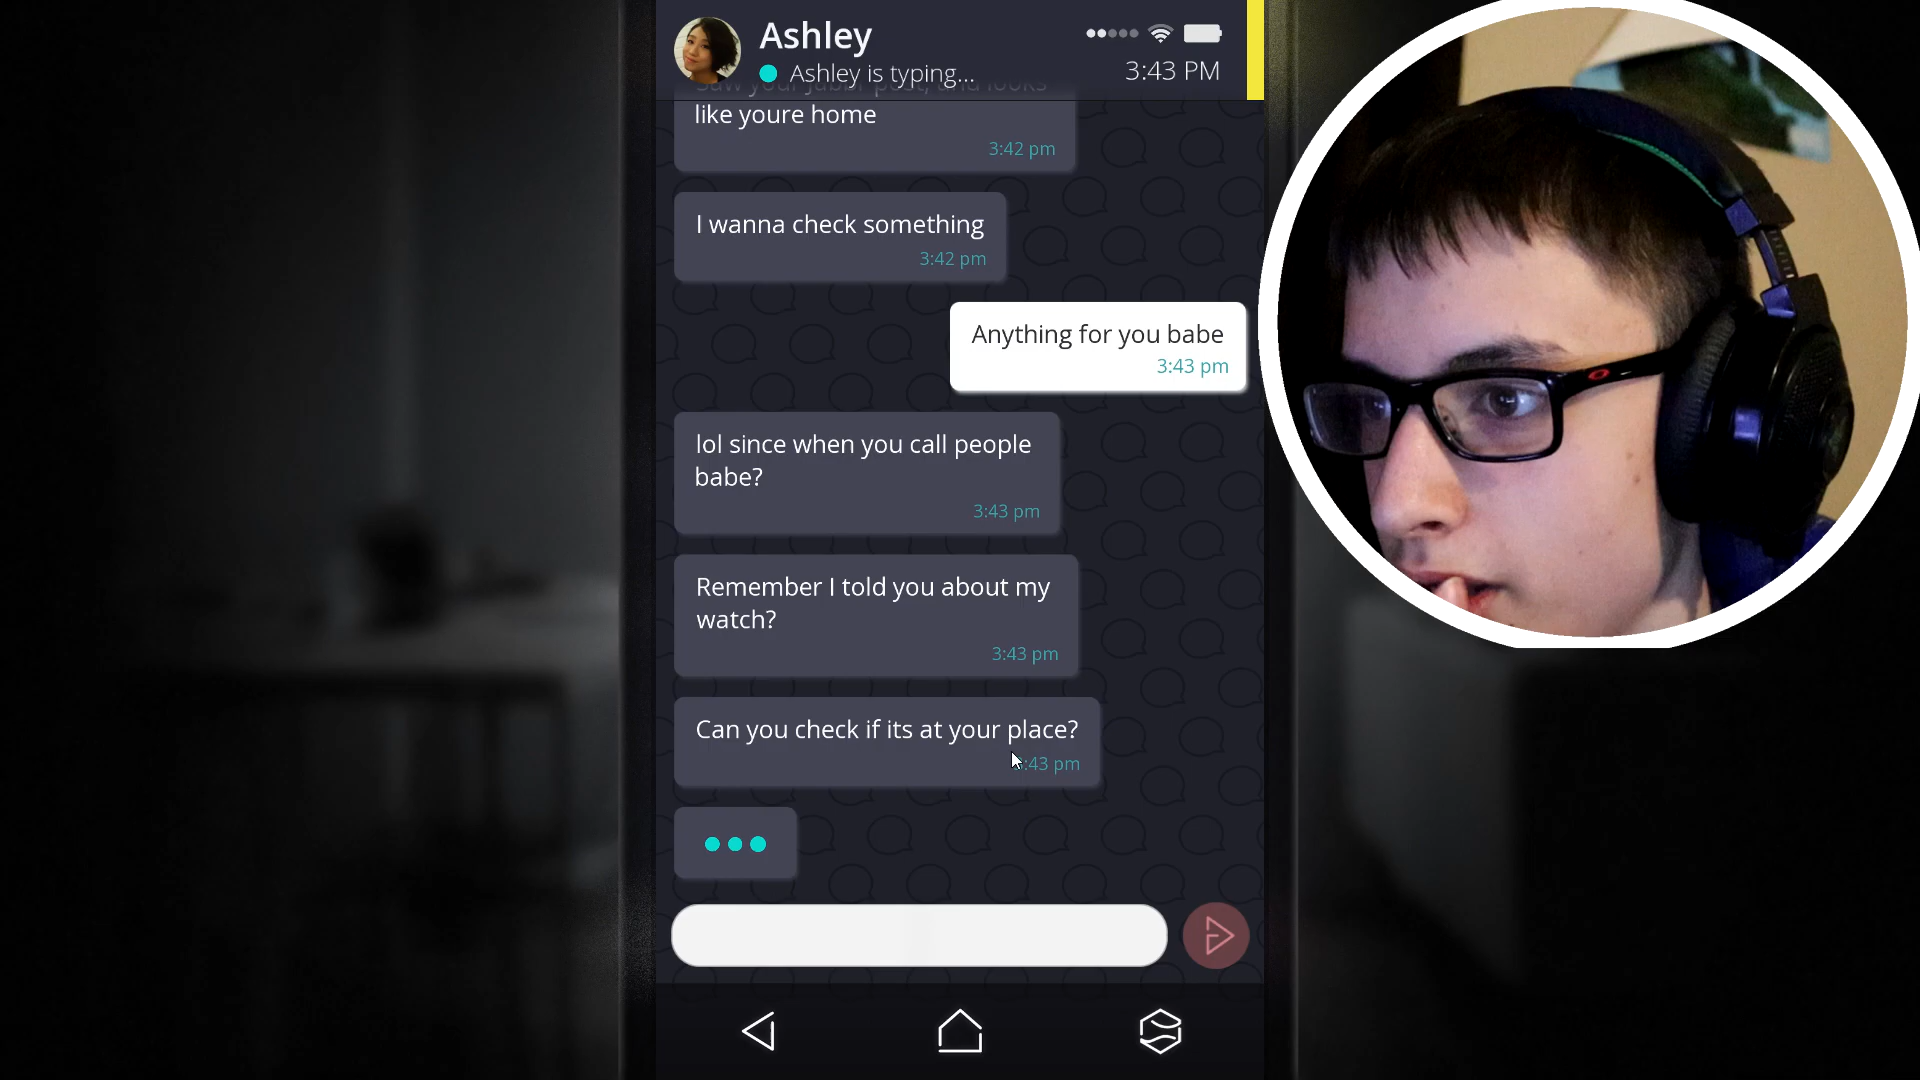 Ashley
Ashley is typing...
3:43 PM
like youre home
3:42 pm
I wanna check something
3:42 pm
Anything for you babe
3:43 pm
lol since when you call people
babe?
3:43 pm
Remember I told you about my
watch?
3:43 pm
Can you check if its at your place?
:43 pm